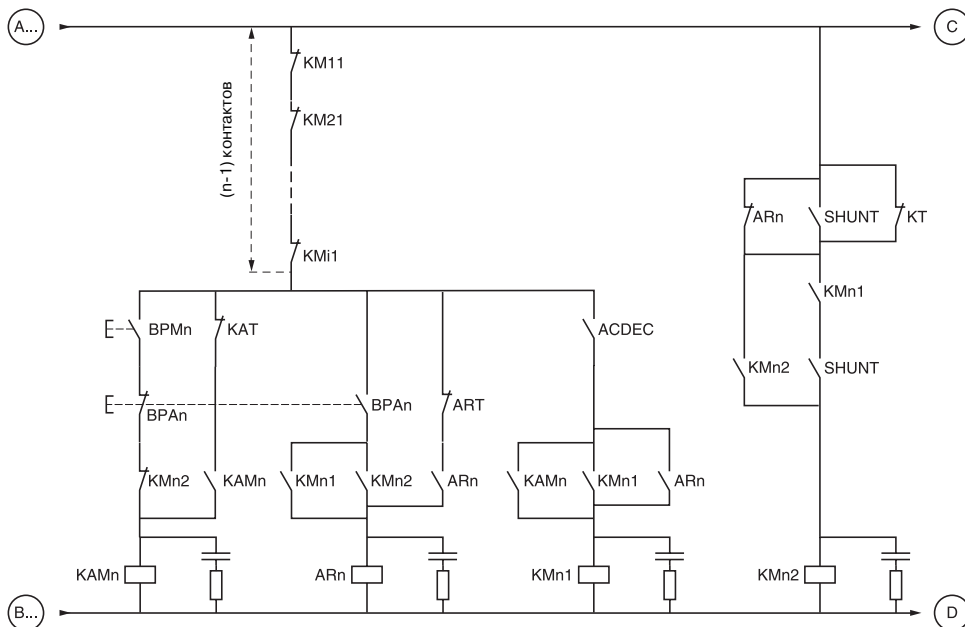 A... C
KM11
KM21
(n-1) контактов
ARn SHUNT KT
KMi1
KMn1
BPMn KAT ACDEC
KMn2 SHUNT
BPAn BPAn ART
KMn2 KAMn KMn1 KMn2 ARn KAMn KMn1 ARn
KAMn ARn KMn1 KMn2
B... D